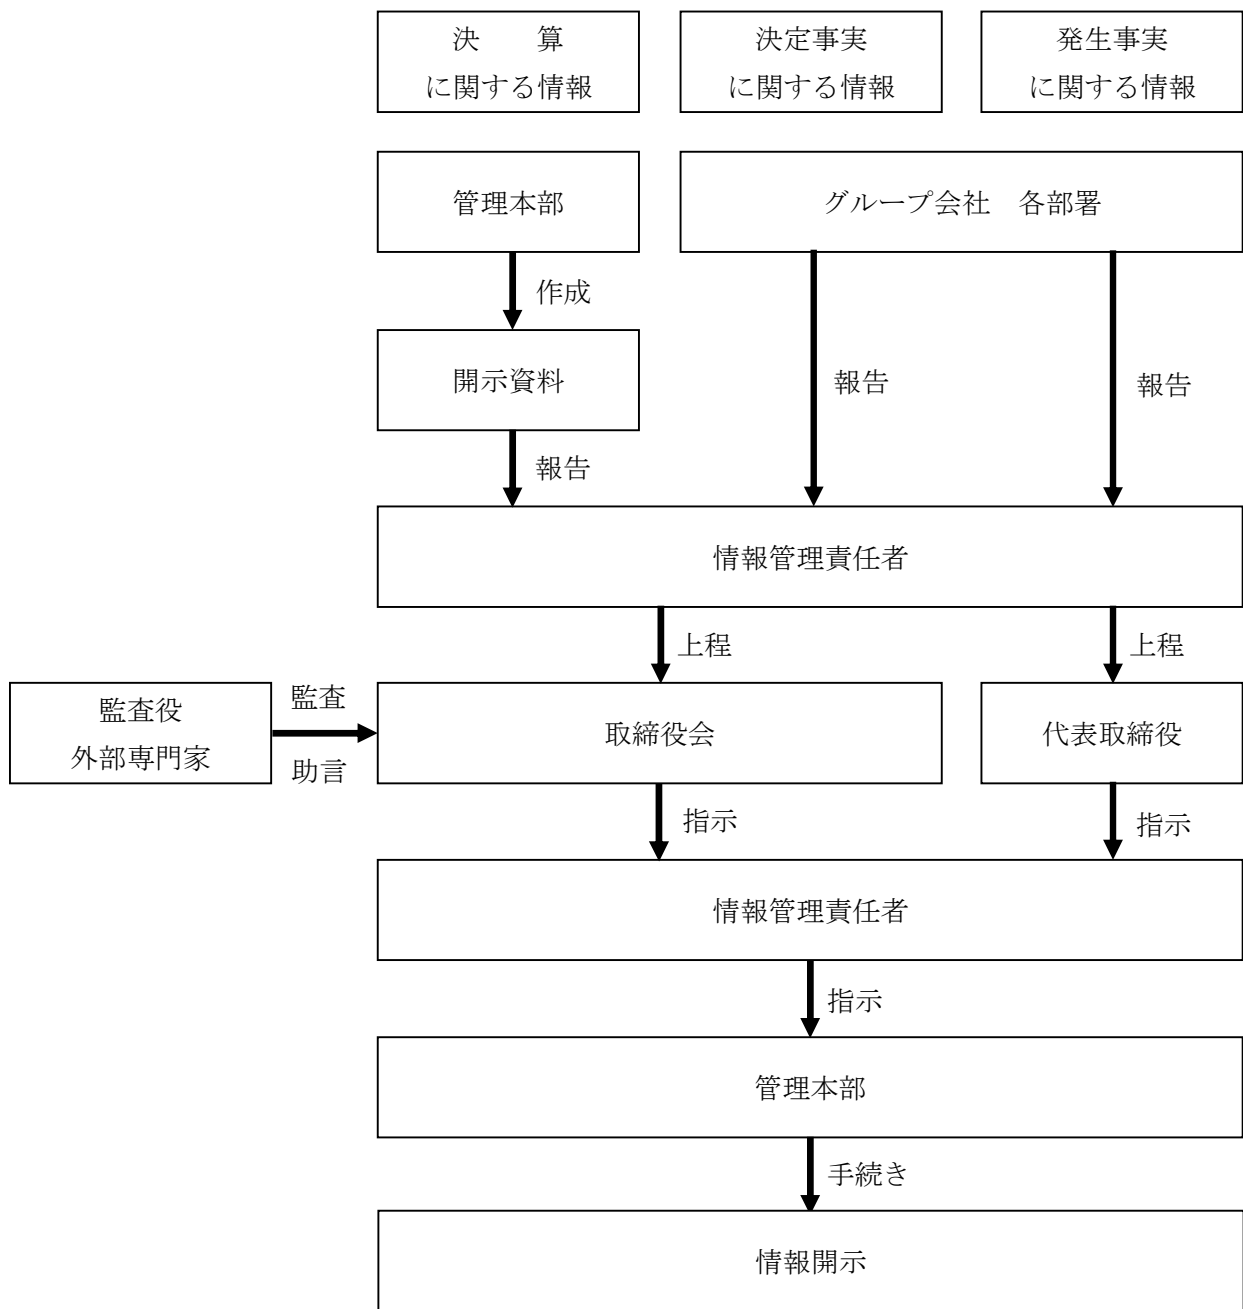 決　　算
に関する情報
決定事実
に関する情報
発生事実
に関する情報
管理本部
グループ会社　各部署
作成
開示資料
報告
報告
報告
情報管理責任者
上程
上程
監査役
外部専門家
監査
助言
取締役会
代表取締役
指示
指示
情報管理責任者
指示
管理本部
手続き
情報開示